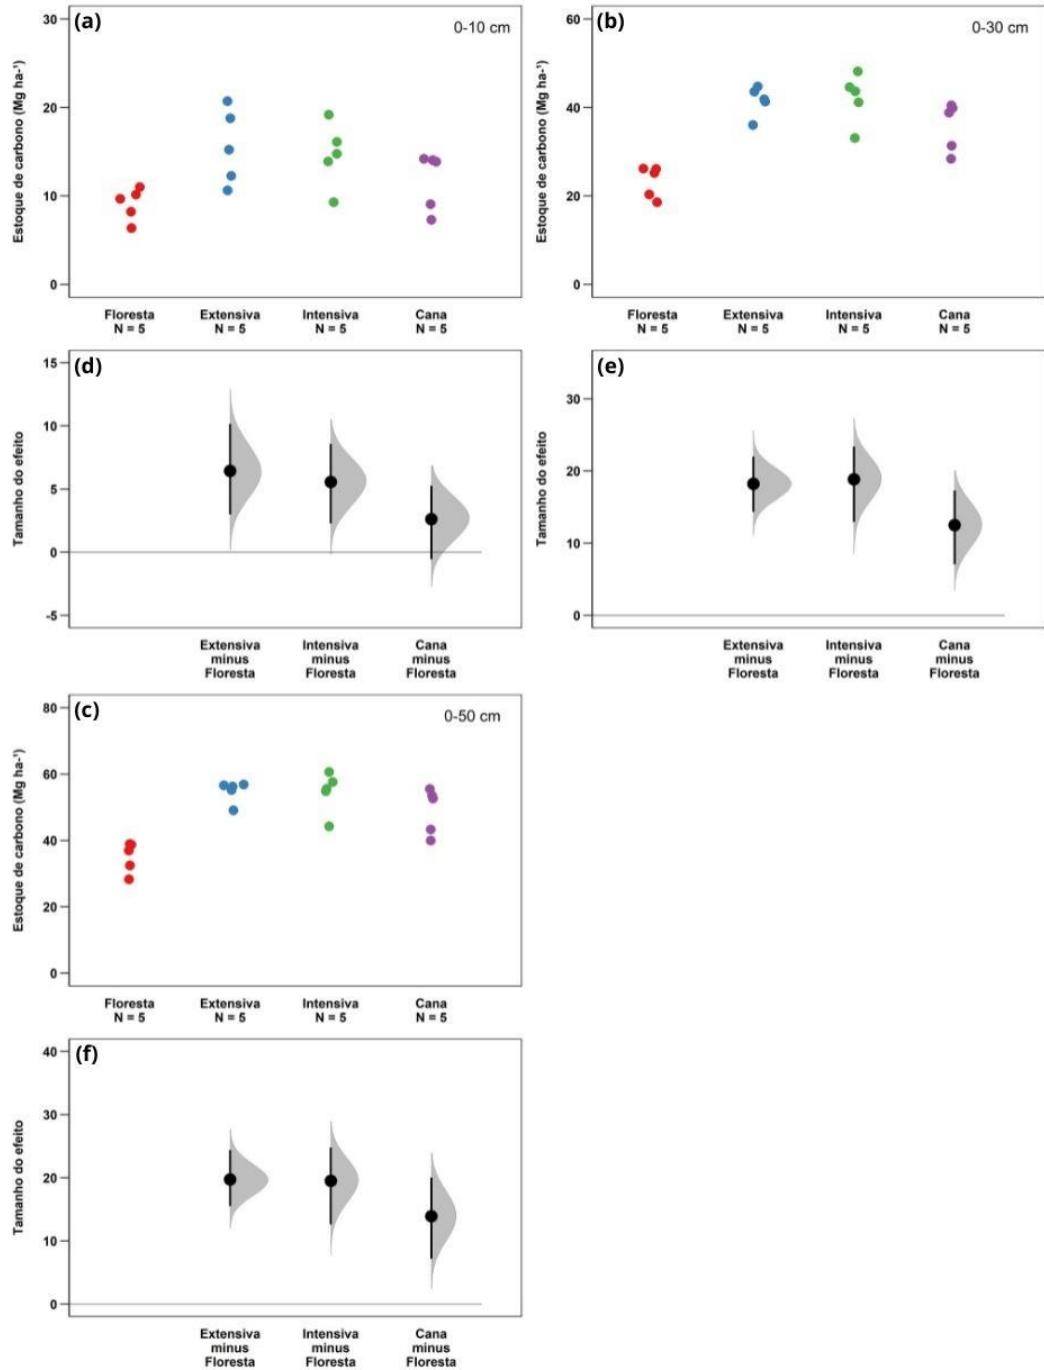 (a)
0-10 cm
Estoque de carbono (Mg ha-¹)
30
20
10
0
Floresta
N = 5
Extensiva
N = 5
Intensiva
N = 5
Cana
N = 5
(b)
0-30 cm
Estoque de carbono (Mg ha-¹)
60
40
20
0
Floresta
N = 5
Extensiva
N = 5
Intensiva
N = 5
Cana
N = 5
(d)
Tamanho do efeito
15
10
5
0
-5
Extensiva
minus
Floresta
Intensiva
minus
Floresta
Cana
minus
Floresta
(e)
Tamanho do efeito
30
20
10
0
Extensiva
minus
Floresta
Intensiva
minus
Floresta
Cana
minus
Floresta
(c)
0-50 cm
Estoque de carbono (Mg ha-¹)
80
60
40
20
0
Floresta
N = 5
Extensiva
N = 5
Intensiva
N = 5
Cana
N = 5
(f)
Tamanho do efeito
40
30
20
10
0
Extensiva
minus
Floresta
Intensiva
minus
Floresta
Cana
minus
Floresta